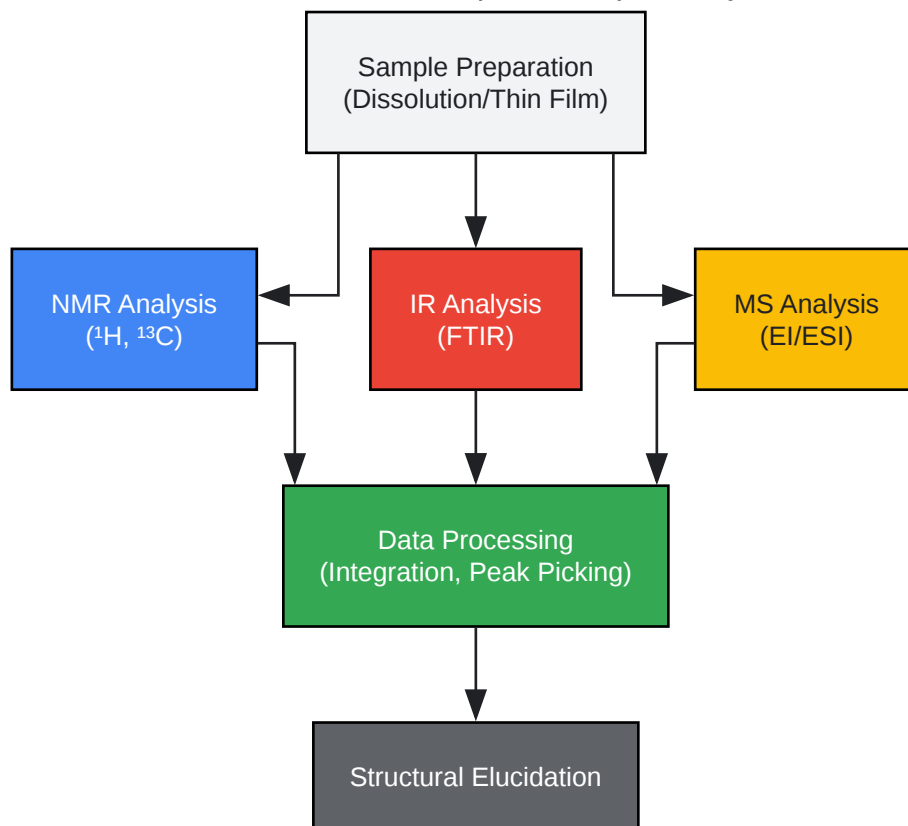 Sample Preparation
(Dissolution/Thin Film)
NMR Analysis
(¹H, ¹³C)
IR Analysis
(FTIR)
MS Analysis
(EI/ESI)
Data Processing
(Integration, Peak Picking)
Structural Elucidation